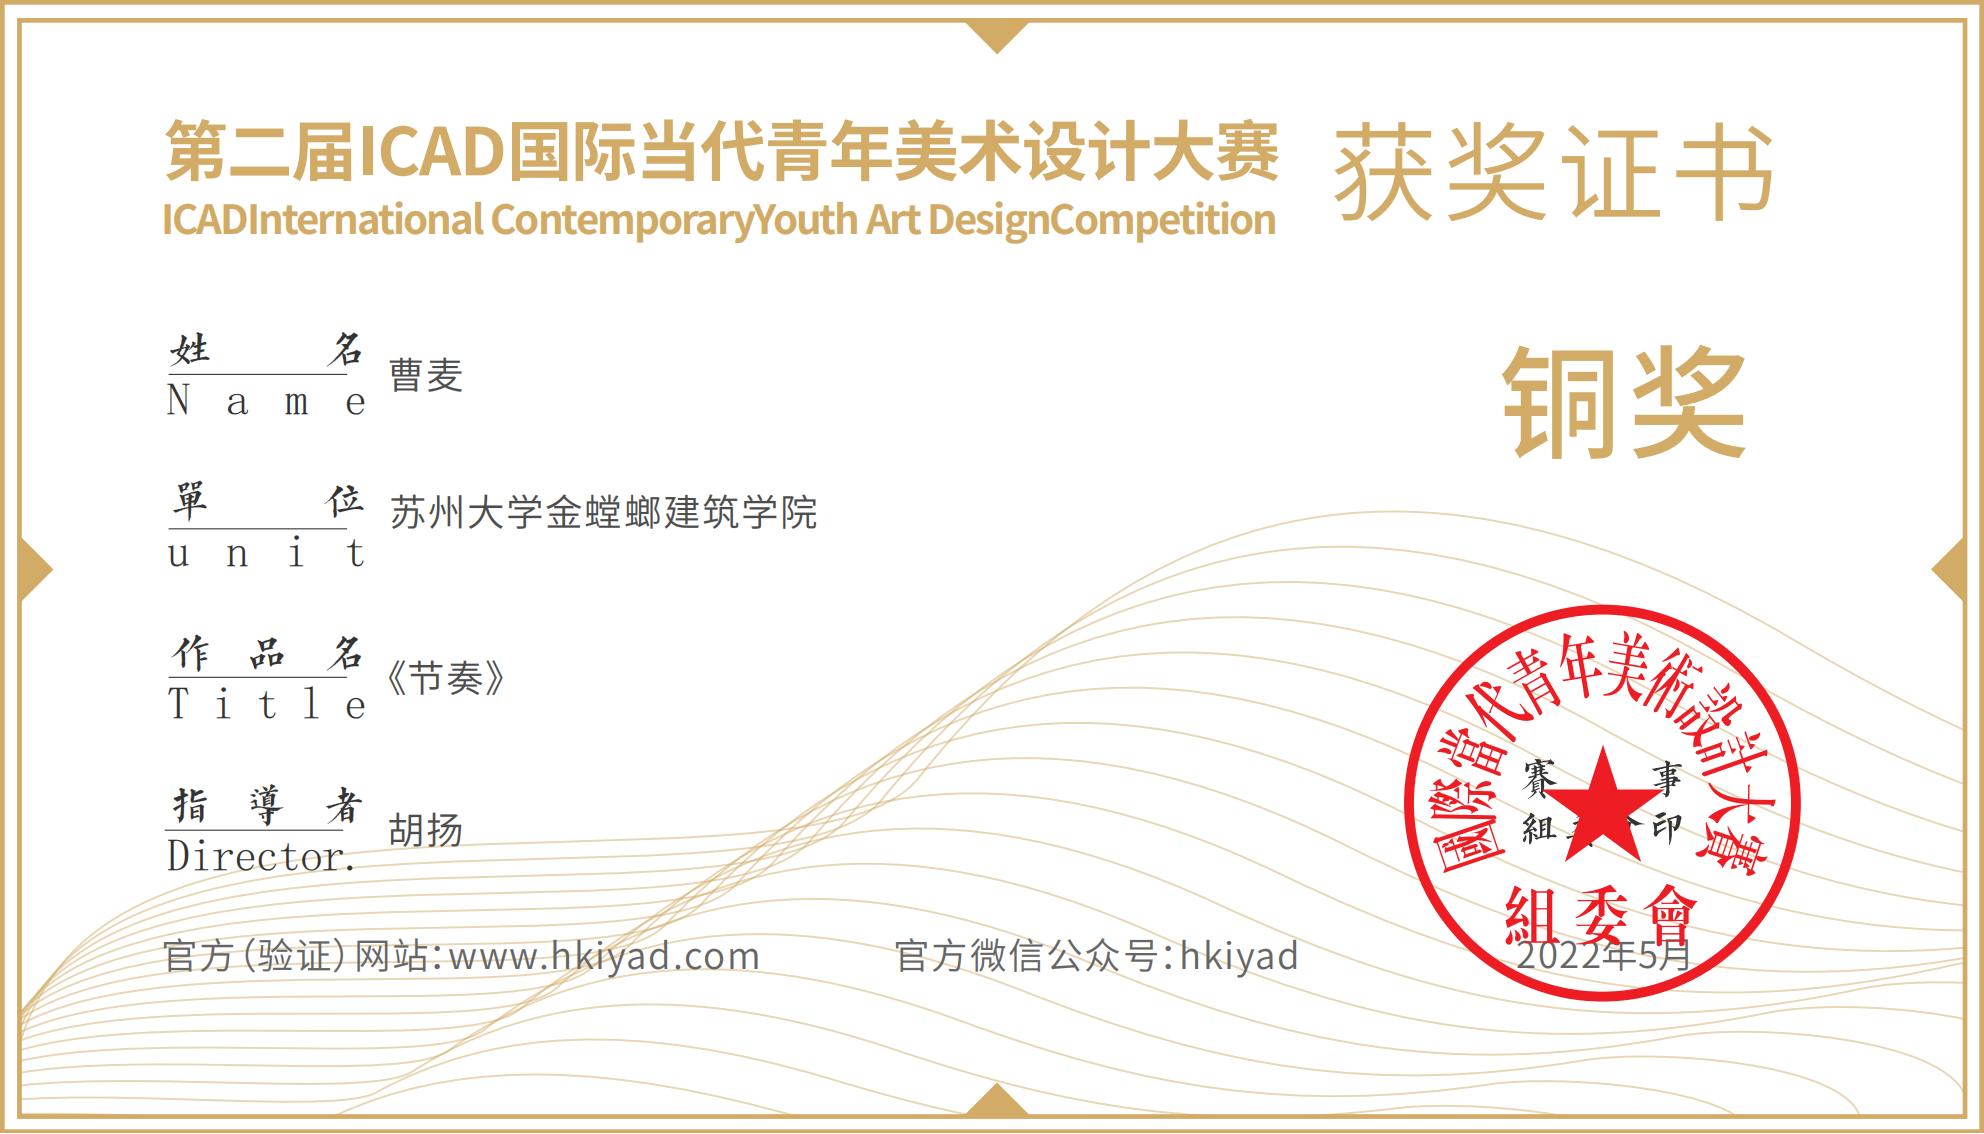 第二届ICAD国际当代青年美术设计大赛 获奖证书
ICADInternational ContemporaryYouth Art DesignCompetition
铜奖
姓名 曹麦
Name
單位 苏州大学金螳螂建筑学院
unit
作品名 《节奏》
Title
指導者 胡扬
Director.
國際當代青年美術設計大賽
賽 事
組 印
組委會
官方(验证)网站:www.hkiyad.com 官方微信公众号:hkiyad 2022年5月